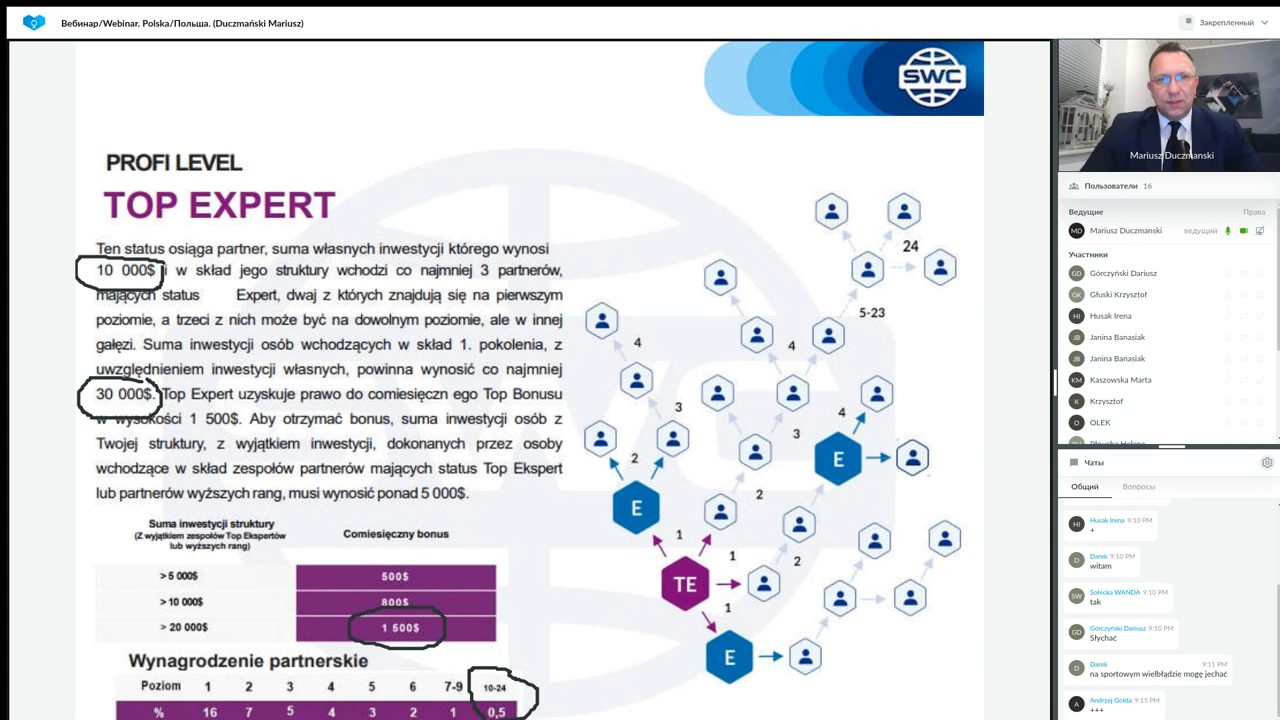 Вебинар/Webinar. Polska/Польша. (Duczmański Mariusz)
Закрепленный
SWC
PROFI LEVEL
TOP EXPERT
Ten status osiąga partner, suma własnych inwestycji którego wynosi
10 000$ i w skład jego struktury wchodzi co najmniej 3 partnerów,
mających status Expert, dwaj z których znajdują się na pierwszym
poziomie, a trzeci z nich może być na dowolnym poziomie, ale w innej
gałęzi. Suma inwestycji osób wchodzących w skład 1. pokolenia, z
uwzględnieniem inwestycji własnych, powinna wynosić co najmniej
30 000$. Top Expert uzyskuje prawo do comiesięczn ego Top Bonusu
w wysokości 1 500$. Aby otrzymać bonus, suma inwestycji osób z
Twojej struktury, z wyjątkiem inwestycji, dokonanych przez osoby
wchodzące w skład zespołów partnerów mających status Top Ekspert
lub partnerów wyższych rang, musi wynosić ponad 5 000$.
Suma inwestycji struktury
(Z wyjątkiem zespołów Top Ekspertów
lub wyższych rang)
Comiesięczny bonus
> 5 000$ 500$
> 10 000$ 800$
> 20 000$ 1 500$
Wynagrodzenie partnerskie
Poziom 1 2 3 4 5 6 7-9 10-24
% 16 7 5 4 3 2 1 0,5
24
5-23
4
4
3
4
3
E
2
2
E
1
1
2
TE
1
E
Mariusz Duczmanski
Пользователи 16
Ведущие Права
MD Mariusz Duczmanski ведущий
Участники
GD Górczyński Dariusz
GK Głuski Krzysztof
HI Husak Irena
JB Janina Banasiak
JB Janina Banasiak
KM Kaszowska Marta
K Krzysztof
O OLEK
Чаты
Общий Вопросы
HI Husak Irena 9:10 PM
+
D Darek 9:10 PM
witam
SW Sołecka WANDA 9:10 PM
tak
GD Górczyński Dariusz 9:10 PM
Słychać
D Darek 9:11 PM
na sportowym wielbłądzie mogę jechać
A Andrzej Gołda 9:15 PM
+++